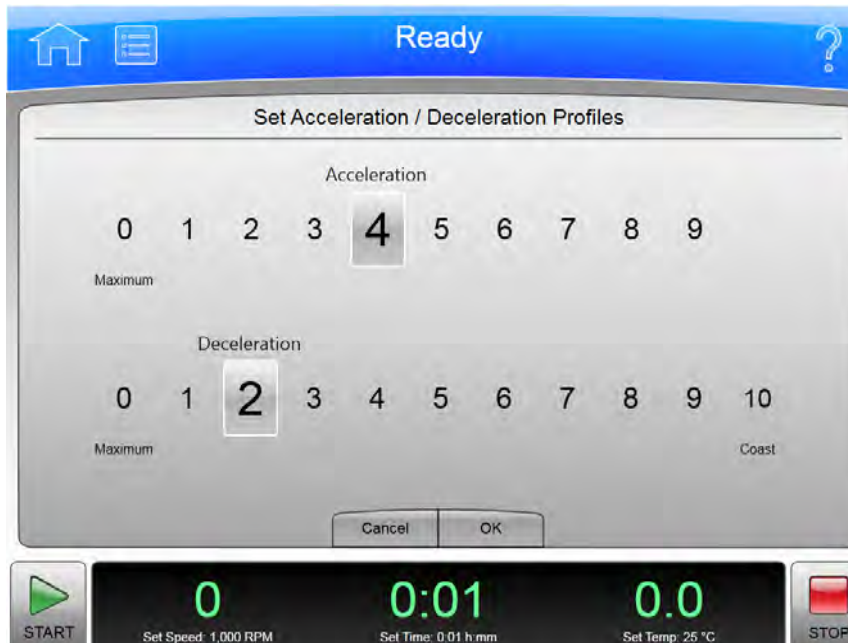 Ready
Set Acceleration / Deceleration Profiles
Acceleration
0 1 2 3 4 5 6 7 8 9
Maximum
Deceleration
0 1 2 3 4 5 6 7 8 9 10
Maximum Coast
Cancel OK
0 0:01 0.0
START Set Speed: 1,000 RPM Set Time: 0:01 h:mm Set Temp: 25 °C STOP